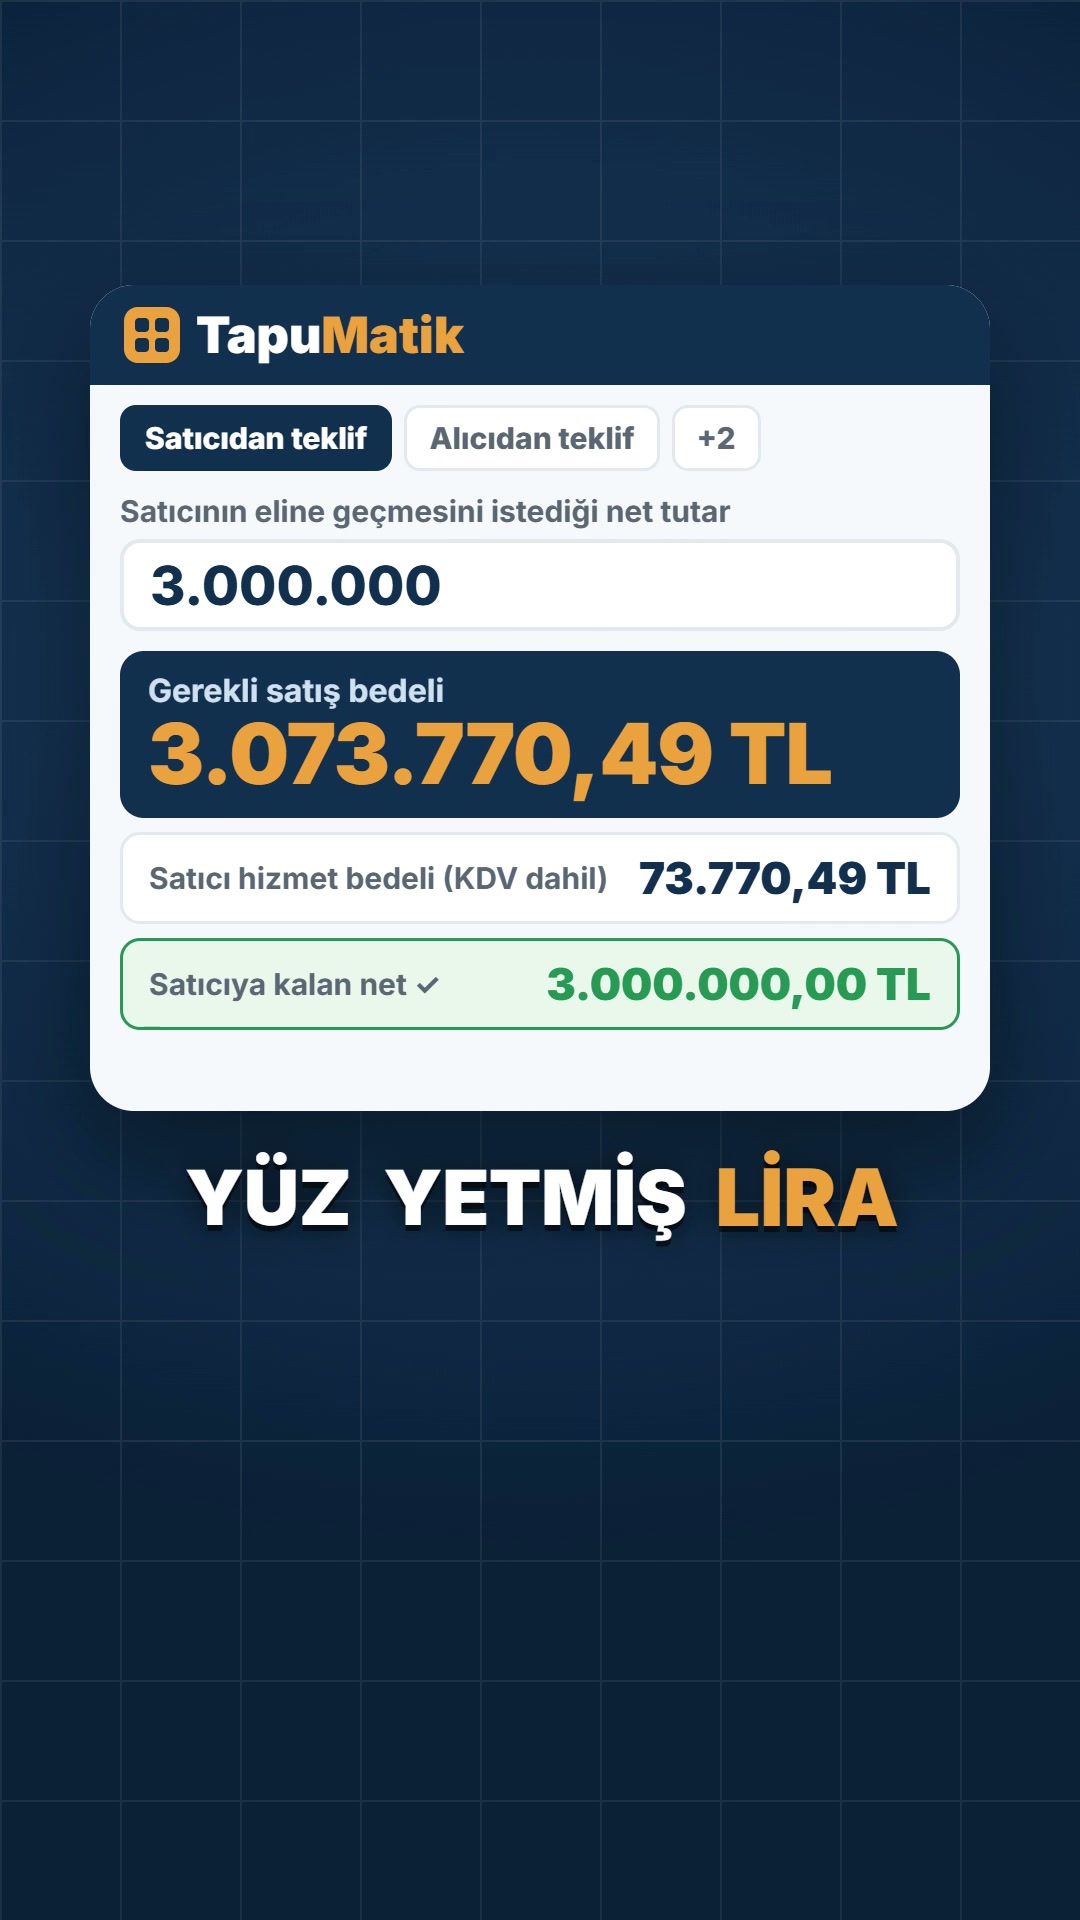 TapuMatik
Satıcıdan teklif
Alıcıdan teklif
+2
Satıcının eline geçmesini istediği net tutar
3.000.000
Gerekli satış bedeli
3.073.770,49 TL
Satıcı hizmet bedeli (KDV dahil) 73.770,49 TL
Satıcıya kalan net ✓ 3.000.000,00 TL
YÜZ YETMİŞ LİRA